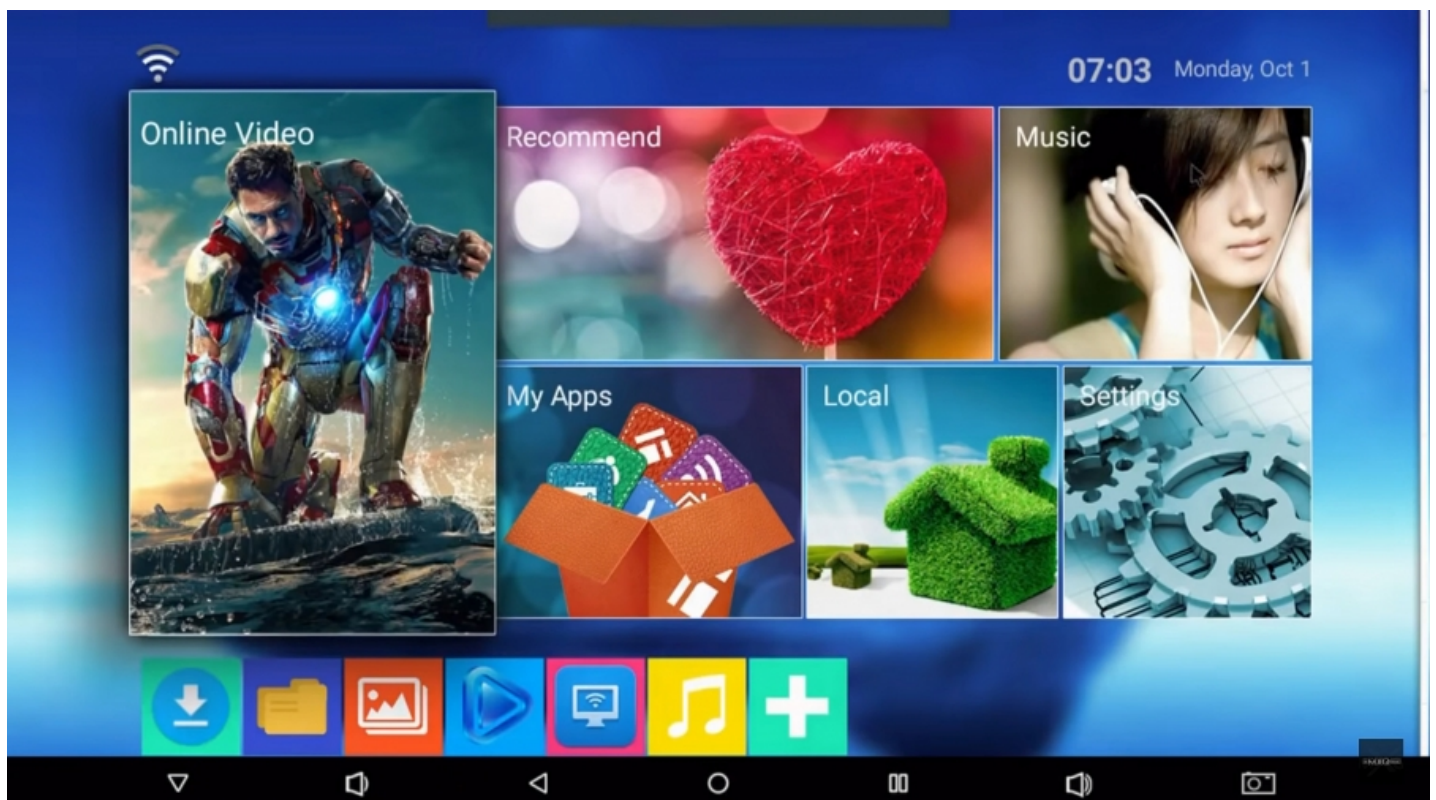 07:03 Monday, Oct 1
Online Video
Recommend
Music
My Apps
Local
Settings